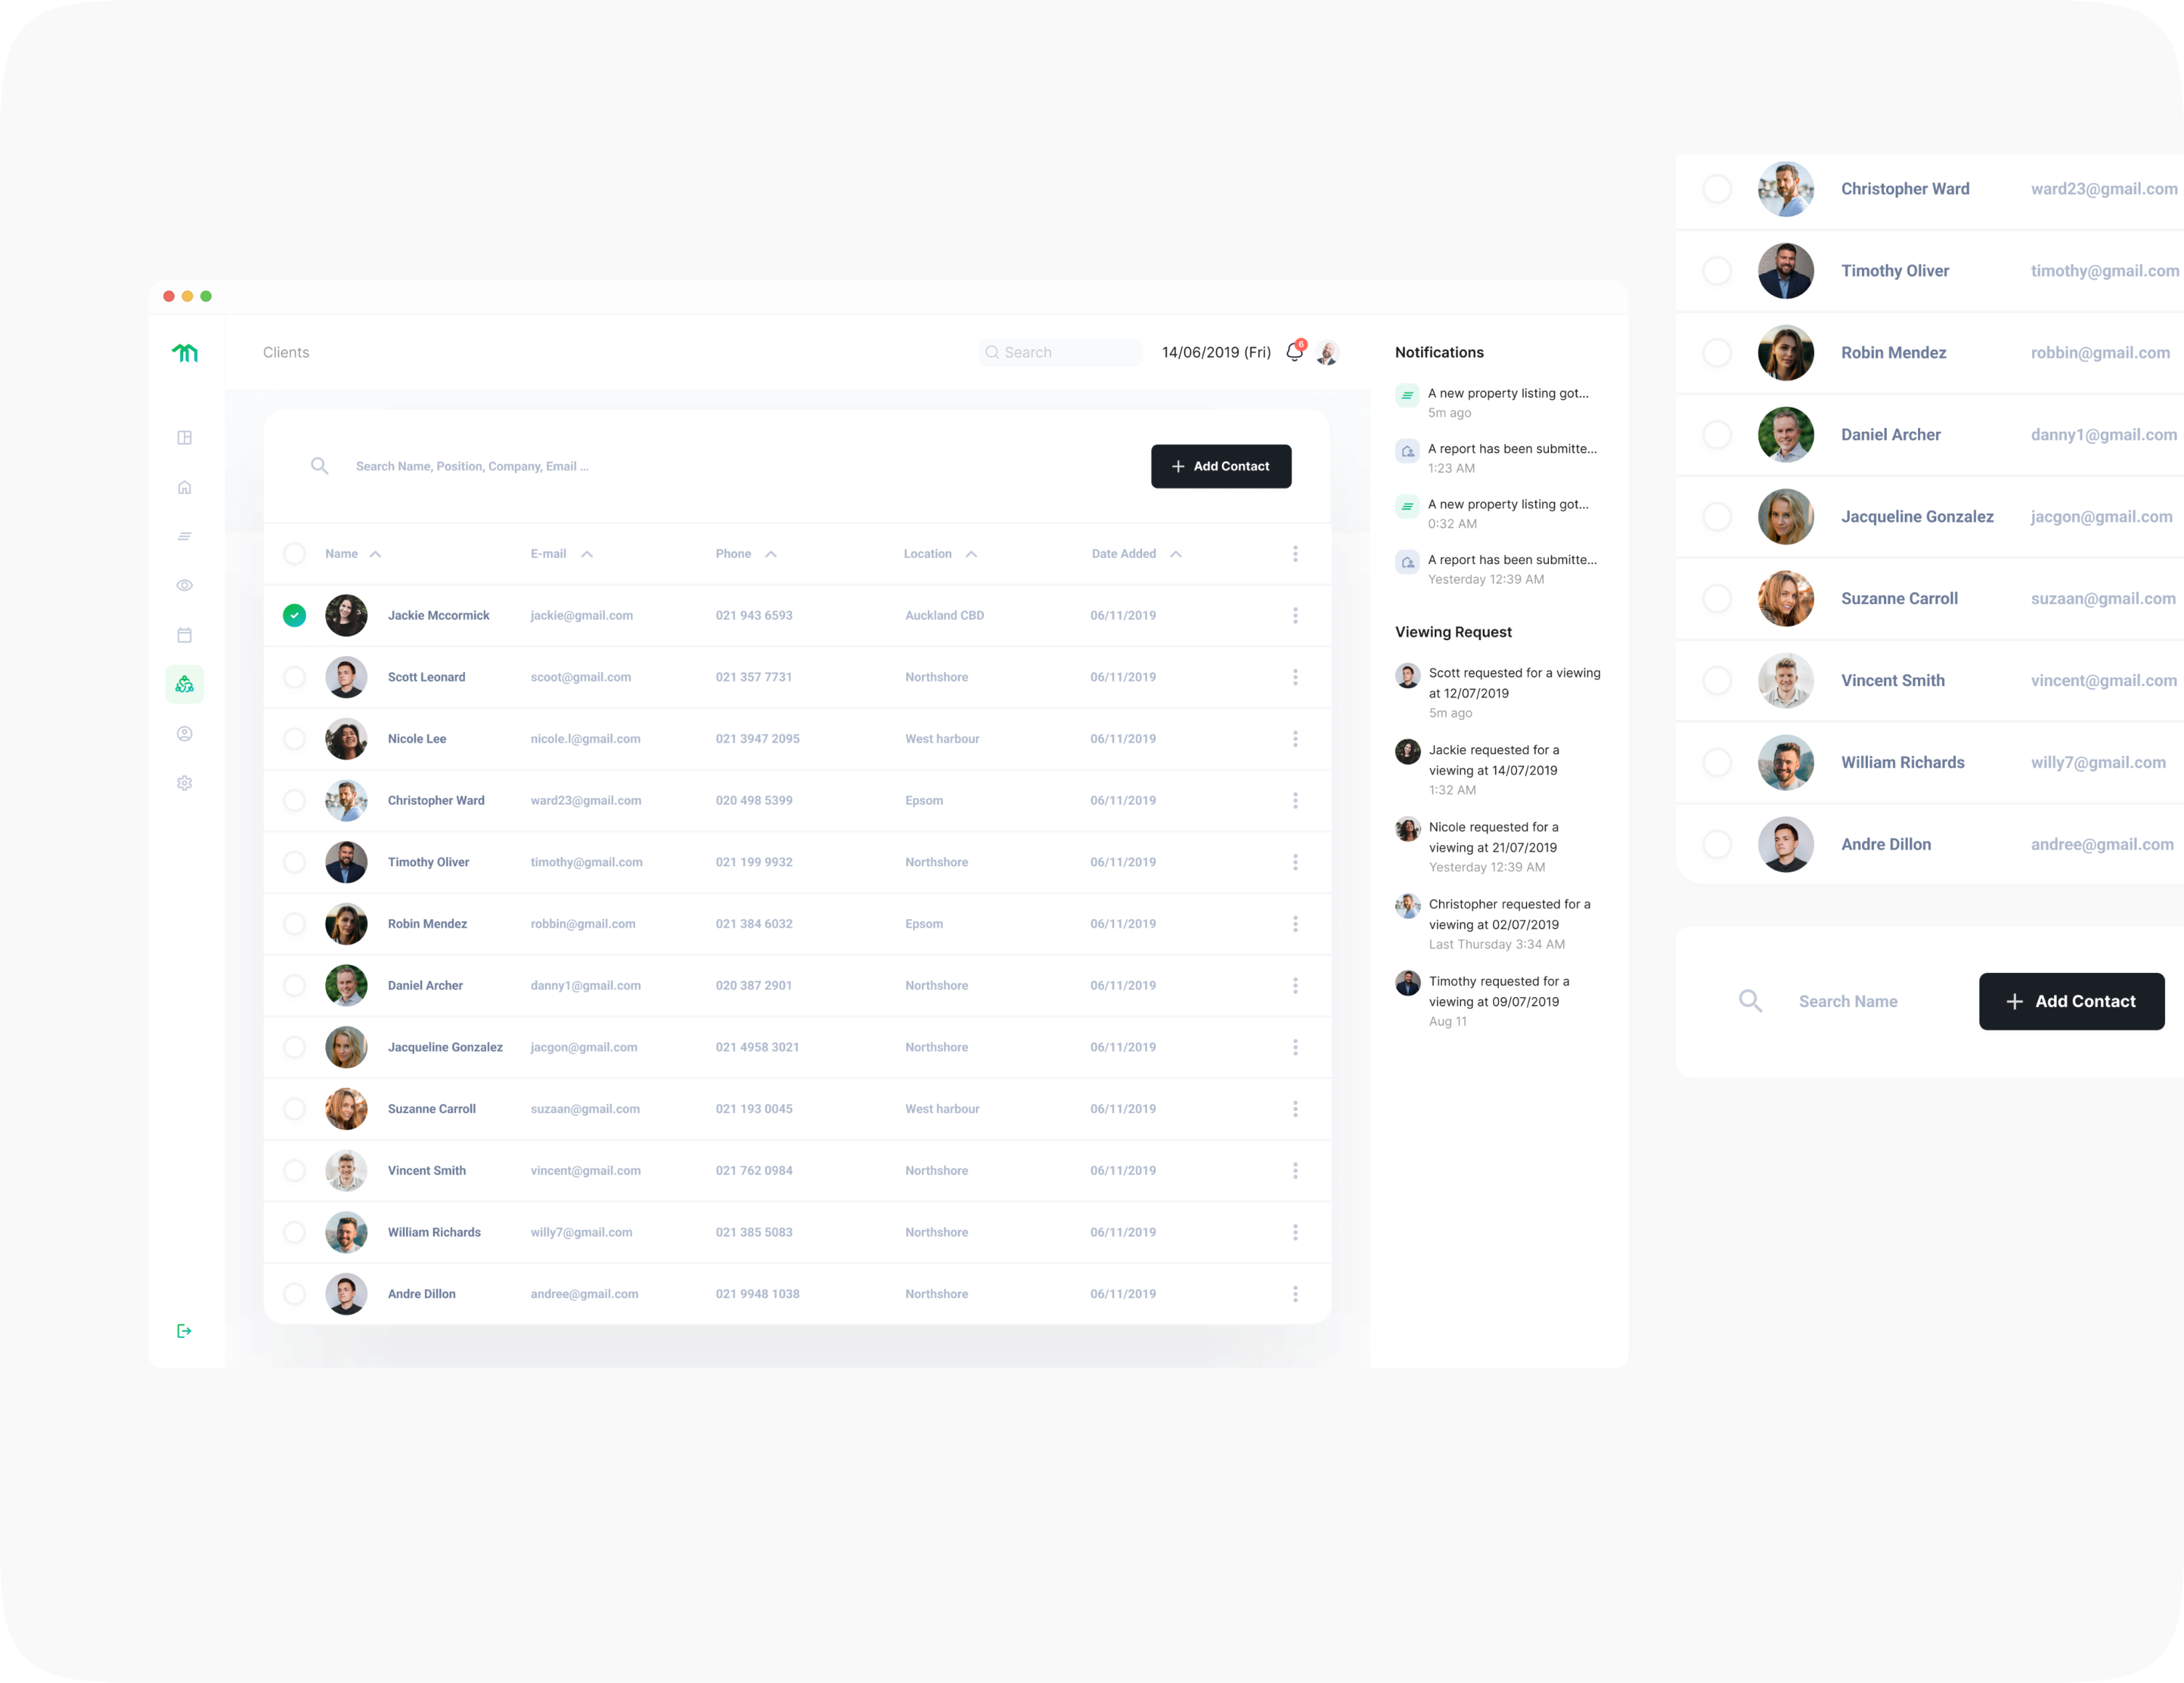 Clients
Search
14/06/2019 (Fri)
6
Search Name, Position, Company, Email ...
Add Contact
Name E-mail Phone Location Date Added
Jackie Mccormick jackie@gmail.com 021 943 6593 Auckland CBD 06/11/2019
Scott Leonard scoot@gmail.com 021 357 7731 Northshore 06/11/2019
Nicole Lee nicole.l@gmail.com 021 3947 2095 West harbour 06/11/2019
Christopher Ward ward23@gmail.com 020 498 5399 Epsom 06/11/2019
Timothy Oliver timothy@gmail.com 021 199 9932 Northshore 06/11/2019
Robin Mendez robbin@gmail.com 021 384 6032 Epsom 06/11/2019
Daniel Archer danny1@gmail.com 020 387 2901 Northshore 06/11/2019
Jacqueline Gonzalez jacgon@gmail.com 021 4958 3021 Northshore 06/11/2019
Suzanne Carroll suzaan@gmail.com 021 193 0045 West harbour 06/11/2019
Vincent Smith vincent@gmail.com 021 762 0984 Northshore 06/11/2019
William Richards willy7@gmail.com 021 385 5083 Northshore 06/11/2019
Andre Dillon andree@gmail.com 021 9948 1038 Northshore 06/11/2019
Notifications
A new property listing got...
5m ago
A report has been submitte...
1:23 AM
A new property listing got...
0:32 AM
A report has been submitte...
Yesterday 12:39 AM
Viewing Request
Scott requested for a viewing
at 12/07/2019
5m ago
Jackie requested for a
viewing at 14/07/2019
1:32 AM
Nicole requested for a
viewing at 21/07/2019
Yesterday 12:39 AM
Christopher requested for a
viewing at 02/07/2019
Last Thursday 3:34 AM
Timothy requested for a
viewing at 09/07/2019
Aug 11
Christopher Ward ward23@gmail.com
Timothy Oliver timothy@gmail.com
Robin Mendez robbin@gmail.com
Daniel Archer danny1@gmail.com
Jacqueline Gonzalez jacgon@gmail.com
Suzanne Carroll suzaan@gmail.com
Vincent Smith vincent@gmail.com
William Richards willy7@gmail.com
Andre Dillon andree@gmail.com
Search Name
Add Contact